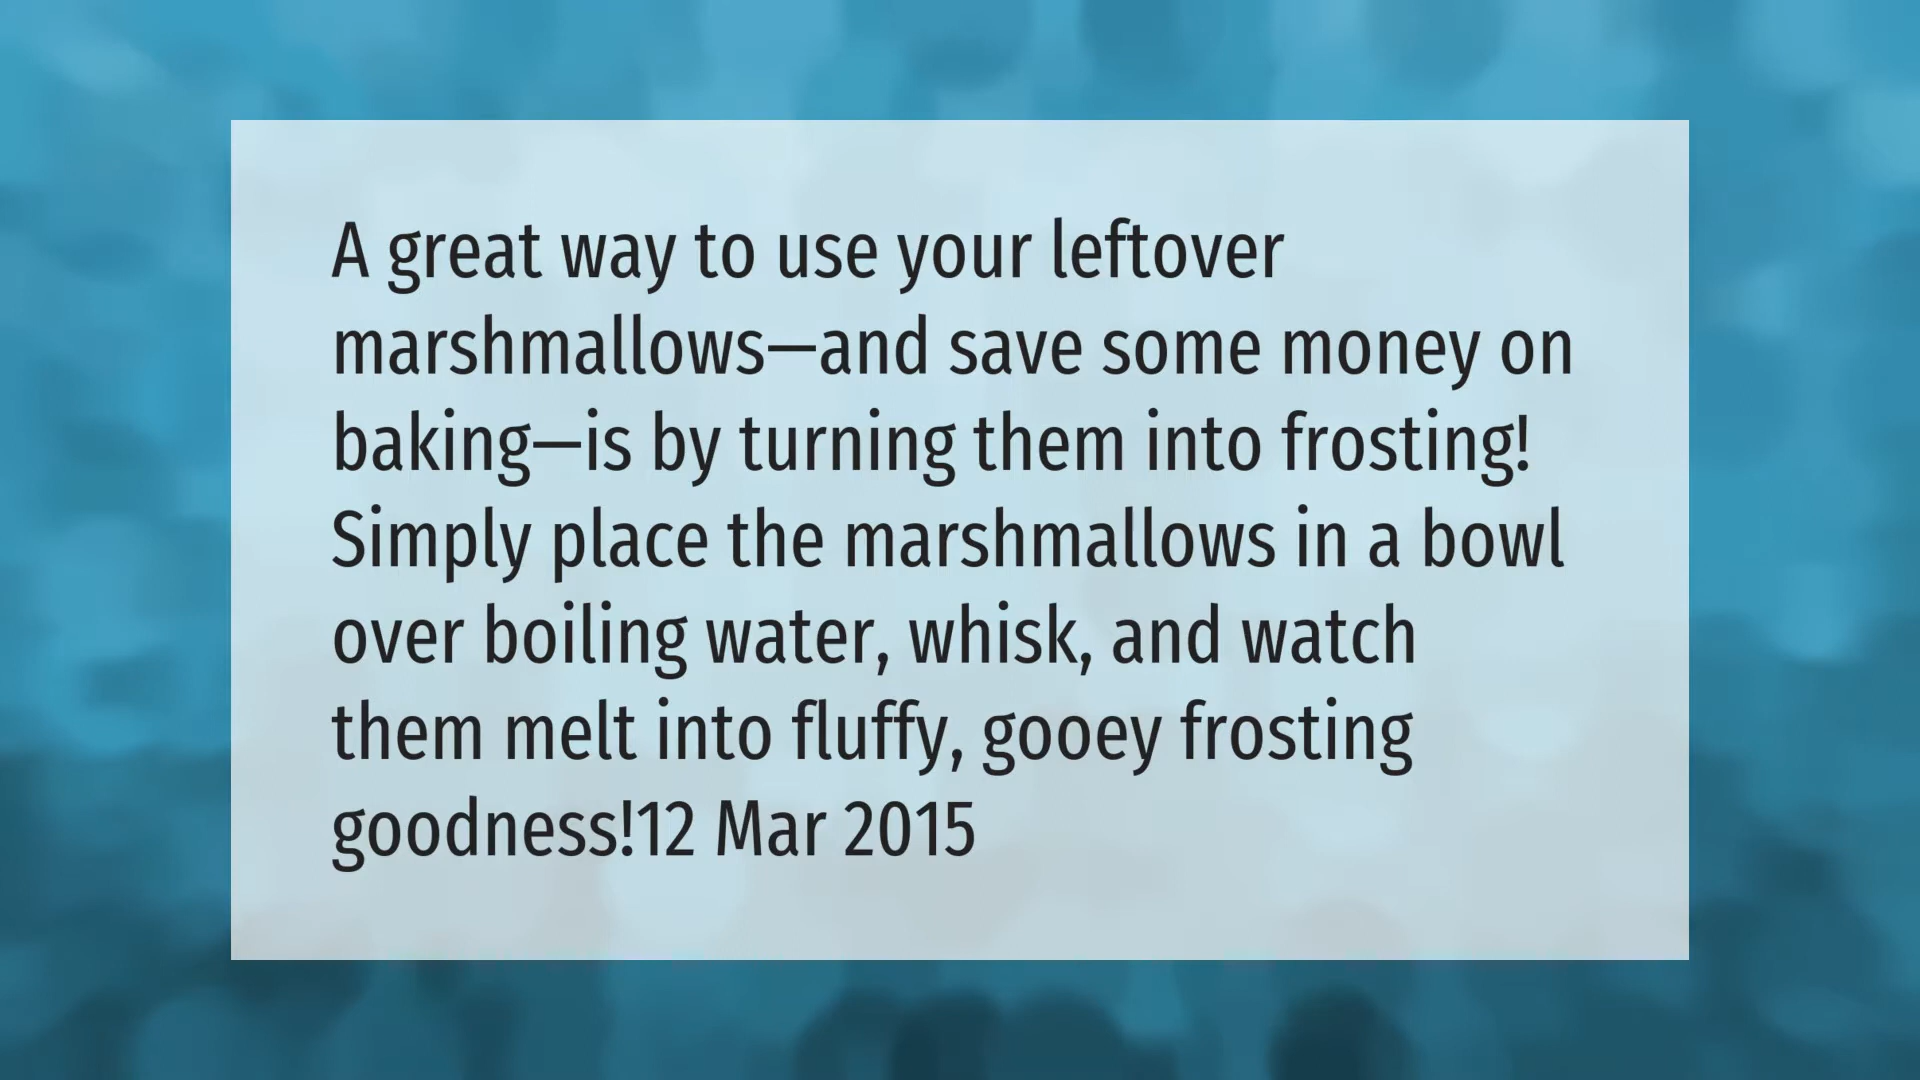 A great way to use your leftover
marshmallows—and save some money on
baking—is by turning them into frosting!
Simply place the marshmallows in a bowl
over boiling water, whisk, and watch
them melt into fluffy, gooey frosting
goodness!12 Mar 2015